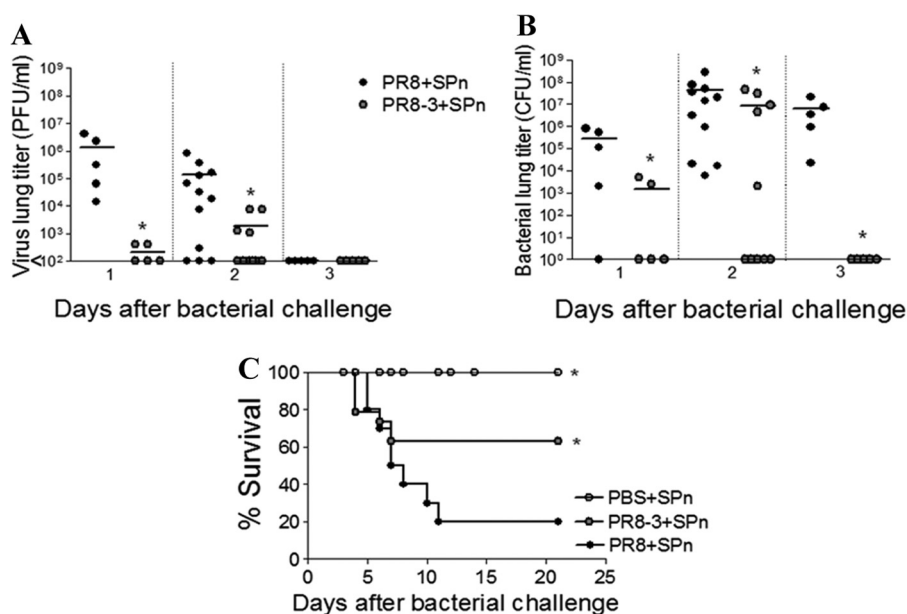 A
Virus lung titer (PFU/ml)
10⁹
10⁸
10⁷
10⁶
10⁵
10⁴
10³
<10²
*
*
1
2
3
Days after bacterial challenge
PR8+SPn
PR8-3+SPn
B
Bacterial lung titer (CFU/ml)
10⁹
10⁸
10⁷
10⁶
10⁵
10⁴
10³
10²
10¹
10⁰
*
*
*
1
2
3
Days after bacterial challenge
C
% Survival
100
80
60
40
20
0
*
*
PBS+SPn
PR8-3+SPn
PR8+SPn
0 5 10 15 20 25
Days after bacterial challenge